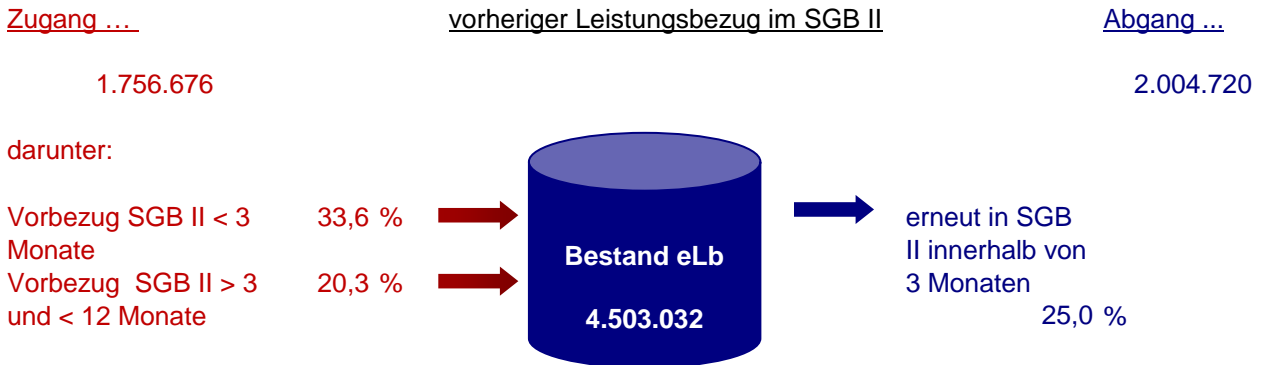 Zugang …
vorheriger Leistungsbezug im SGB II
Abgang ...
1.756.676
2.004.720
darunter:
Vorbezug SGB II < 3
Monate
33,6 %
Vorbezug SGB II > 3
und < 12 Monate
20,3 %
Bestand eLb
4.503.032
erneut in SGB
II innerhalb von
3 Monaten
25,0 %